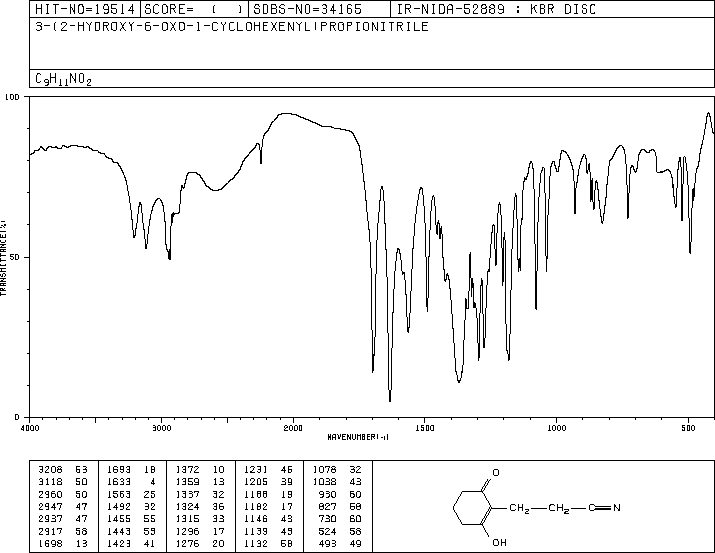 HIT-NO=19514 SCORE= ( ) SDBS-NO=34165 IR-NIDA-52889 : KBR DISC
3-(2-HYDROXY-6-OXO-1-CYCLOHEXENYL)PROPIONITRILE
C9H11NO2
100
50
0
TRANSMITTANCE(%)
4000 3000 2000 1500 1000 500
WAVENUMBER(-1)
3208 53 1693 18 1372 10 1231 46 1078 32
3118 50 1633 4 1359 13 1205 39 1038 43
2960 50 1563 25 1337 32 1188 19 930 60
2947 47 1492 32 1324 36 1182 17 827 58
2937 47 1455 55 1315 33 1146 43 730 60
2917 58 1443 53 1296 17 1139 49 524 58
1698 13 1423 41 1276 20 1132 58 493 49
O
CH2 CH2 C N
OH